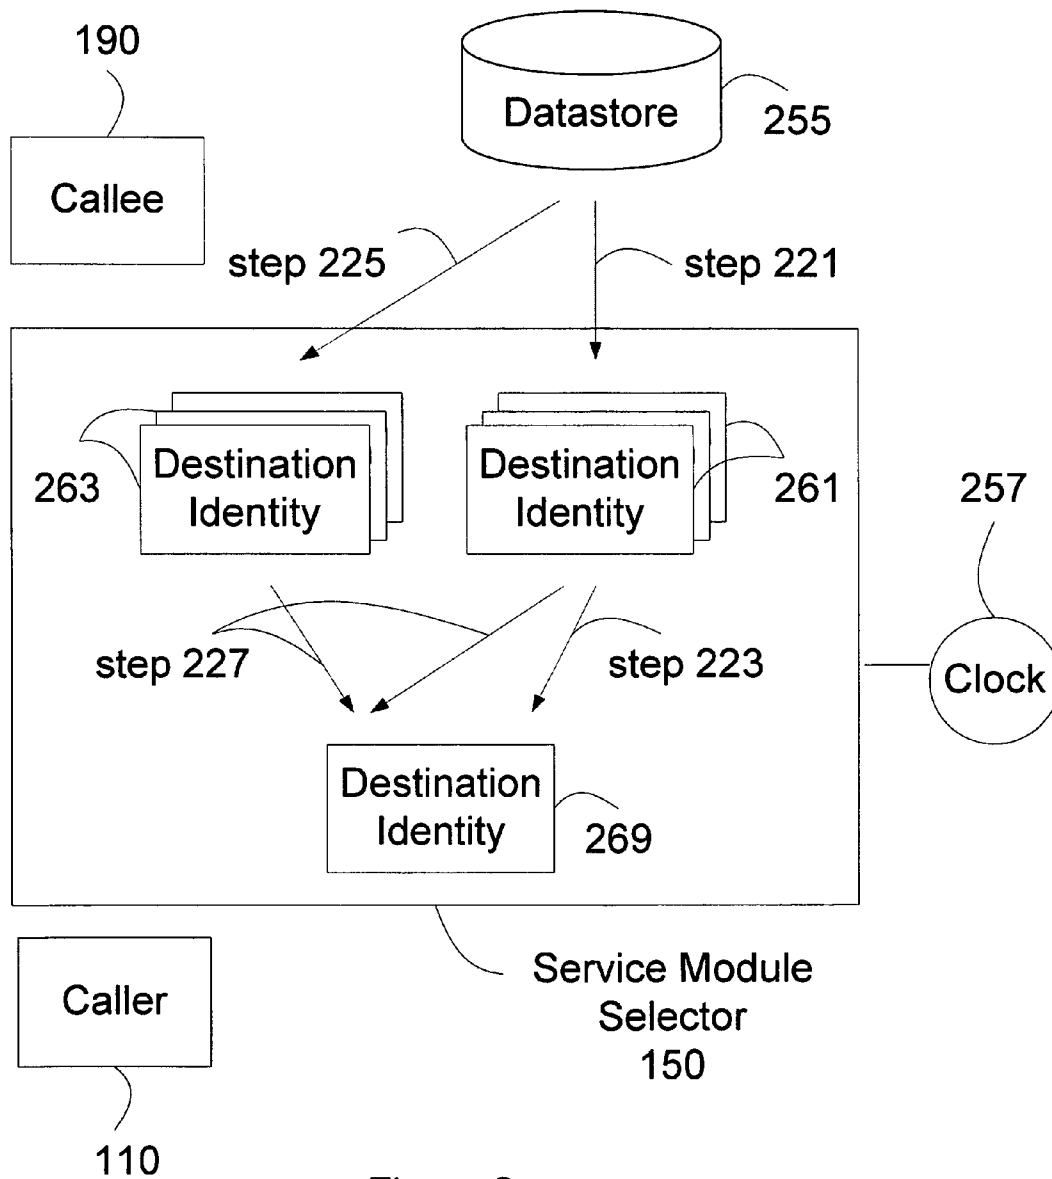 190
Datastore
255
Callee
step 225
step 221
Destination
Identity
263
Destination
Identity
261
257
step 227
step 223
Clock
Destination
Identity
269
Service Module
Selector
150
Caller
110